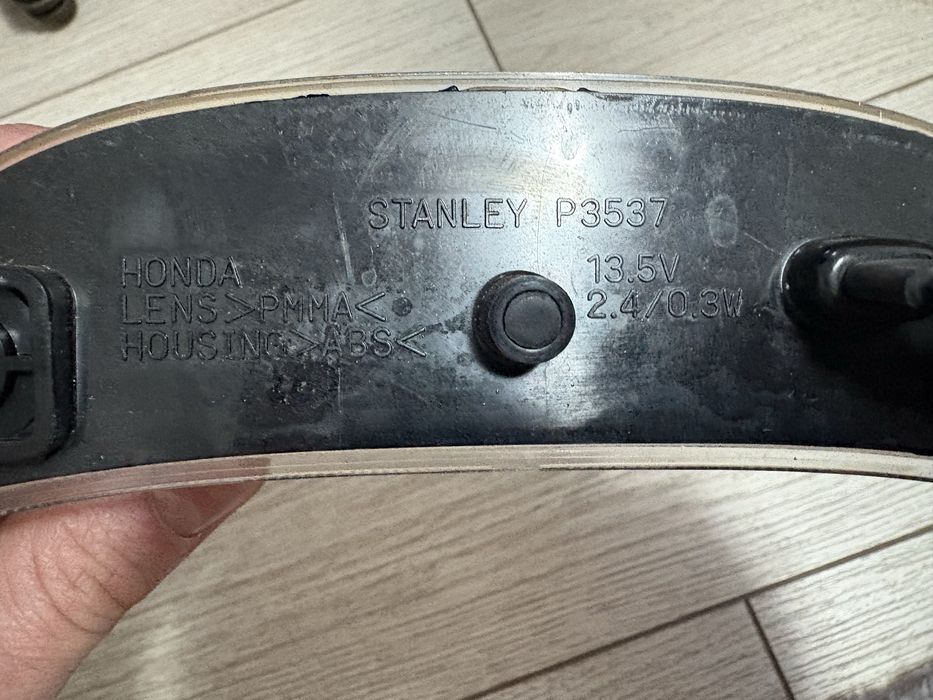 STANLEY P3537
HONDA
LENS>PMMA<
HOUSING>ABS<
13.5V
2.4/0.3W